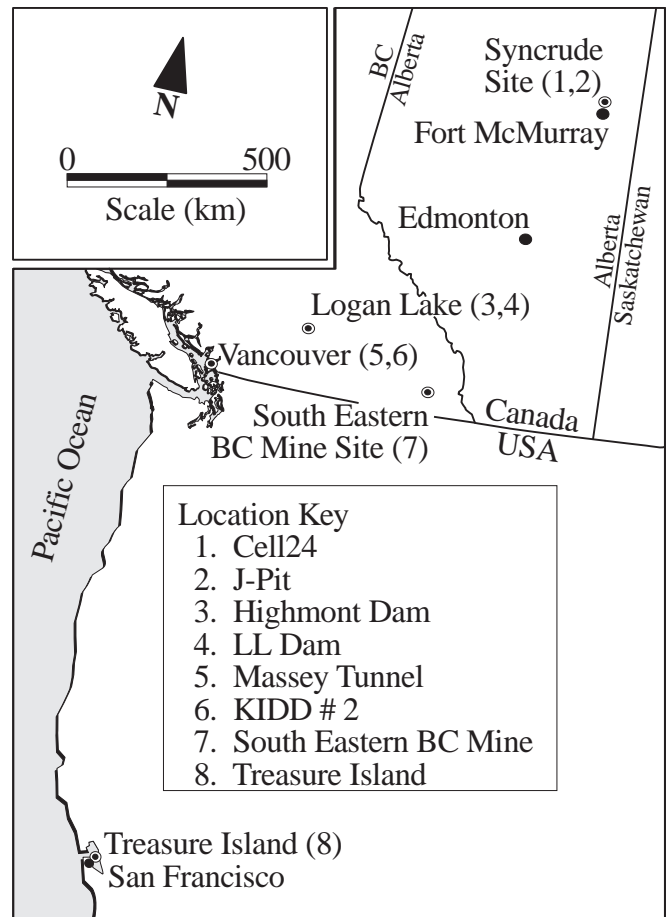 N
0 500
Scale (km)
BC
Alberta
Syncrude
Site (1,2)
Fort McMurray
Edmonton
Alberta
Saskatchewan
Logan Lake (3,4)
Vancouver (5,6)
South Eastern
BC Mine Site (7)
Canada
USA
Pacific Ocean
Location Key
1. Cell24
2. J-Pit
3. Highmont Dam
4. LL Dam
5. Massey Tunnel
6. KIDD # 2
7. South Eastern BC Mine
8. Treasure Island
Treasure Island (8)
San Francisco